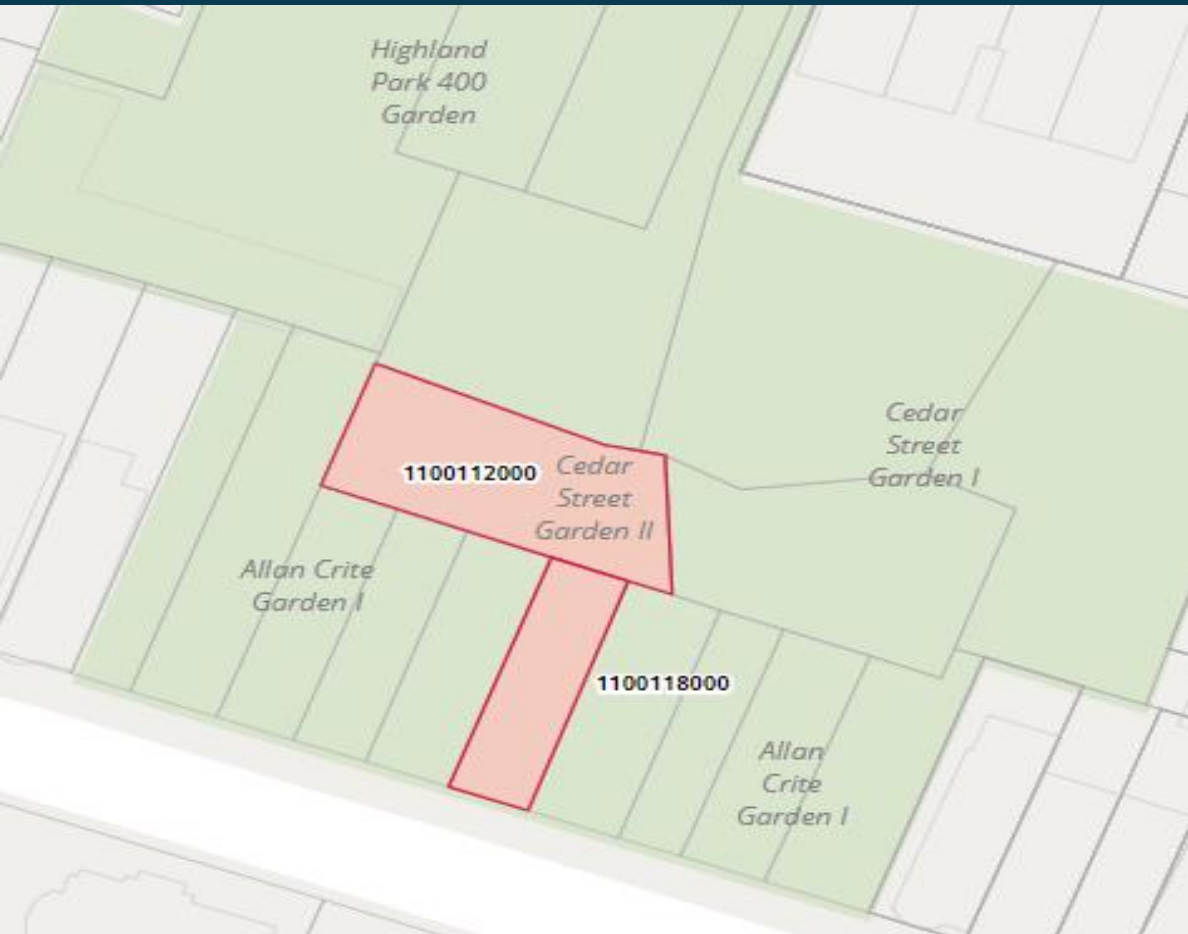 Highland
Park 400
Garden
Cedar
Street
Garden I
1100112000
Cedar
Street
Garden II
Allan Crite
Garden I
1100118000
Allan
Crite
Garden I